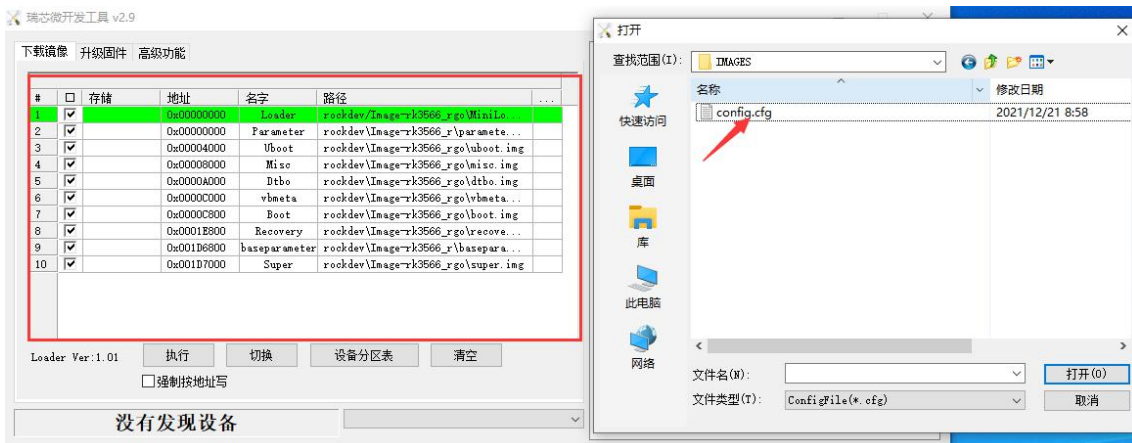 瑞芯微开发工具 v2.9
下载镜像 升级固件 高级功能
# 存储 地址 名字 路径 ...
1 0x00000000 Loader rockdev/Image-rk3566_rgo\MiniLo...
2 0x00000000 Parameter rockdev\Image-rk3566_r\paramete...
3 0x00004000 Uboot rockdev\Image-rk3566_rgo\uboot.img
4 0x00008000 Misc rockdev\Image-rk3566_rgo\misc.img
5 0x0000A000 Dtbo rockdev\Image-rk3566_rgo\dtbo.img
6 0x0000C000 vbmeta rockdev\Image-rk3566_rgo\vbmeta...
7 0x0000C800 Boot rockdev\Image-rk3566_rgo\boot.img
8 0x0001E800 Recovery rockdev\Image-rk3566_rgo\recove...
9 0x001D6800 baseparameter rockdev\Image-rk3566_r\basepara...
10 0x001D7000 Super rockdev\Image-rk3566_rgo\super.img
Loader Ver:1.01 执行 切换 设备分区表 清空
强制按地址写
没有发现设备
打开
查找范围(I): IMAGES
名称 修改日期
config.cfg 2021/12/21 8:58
快速访问
桌面
库
此电脑
网络
文件名(N): 打开(O)
文件类型(T): ConfigFile(*.cfg) 取消